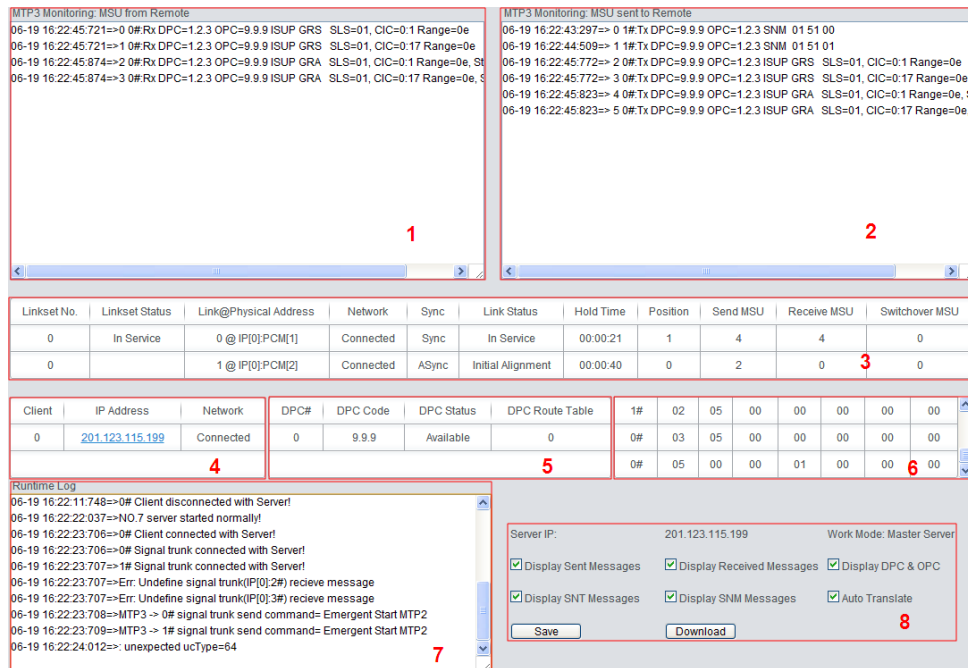 MTP3 Monitoring: MSU from Remote
06-19 16:22:45:721=>0 0#:Rx DPC=1.2.3 OPC=9.9.9 ISUP GRS SLS=01, CIC=0:1 Range=0e
06-19 16:22:45:721=>1 0#:Rx DPC=1.2.3 OPC=9.9.9 ISUP GRS SLS=01, CIC=0:17 Range=0e
06-19 16:22:45:874=>2 0#:Rx DPC=1.2.3 OPC=9.9.9 ISUP GRA SLS=01, CIC=0:1 Range=0e, St
06-19 16:22:45:874=>3 0#:Rx DPC=1.2.3 OPC=9.9.9 ISUP GRA SLS=01, CIC=0:17 Range=0e, S
1
MTP3 Monitoring: MSU sent to Remote
06-19 16:22:43:297=> 0 1#:Tx DPC=9.9.9 OPC=1.2.3 SNM 01 51 00
06-19 16:22:44:509=> 1 1#:Tx DPC=9.9.9 OPC=1.2.3 SNM 01 51 01
06-19 16:22:45:772=> 2 0#:Tx DPC=9.9.9 OPC=1.2.3 ISUP GRS SLS=01, CIC=0:1 Range=0e
06-19 16:22:45:772=> 3 0#:Tx DPC=9.9.9 OPC=1.2.3 ISUP GRS SLS=01, CIC=0:17 Range=0e
06-19 16:22:45:823=> 4 0#:Tx DPC=9.9.9 OPC=1.2.3 ISUP GRA SLS=01, CIC=0:1 Range=0e, S
06-19 16:22:45:823=> 5 0#:Tx DPC=9.9.9 OPC=1.2.3 ISUP GRA SLS=01, CIC=0:17 Range=0e
2
Linkset No. Linkset Status Link@Physical Address Network Sync Link Status Hold Time Position Send MSU Receive MSU Switchover MSU
0 In Service 0 @ IP[0]:PCM[1] Connected Sync In Service 00:00:21 1 4 4 0
0 1 @ IP[0]:PCM[2] Connected ASync Initial Alignment 00:00:40 0 2 0 0
3
Client IP Address Network
0 201.123.115.199 Connected
4
DPC# DPC Code DPC Status DPC Route Table
0 9.9.9 Available 0
5
1# 02 05 00 00 00 00 00
0# 03 05 00 00 00 00 00
0# 05 00 00 01 00 00 00
6
Runtime Log
06-19 16:22:11:748=>0# Client disconnected with Server!
06-19 16:22:22:037=>NO.7 server started normally!
06-19 16:22:23:706=>0# Client connected with Server!
06-19 16:22:23:706=>0# Signal trunk connected with Server!
06-19 16:22:23:707=>1# Signal trunk connected with Server!
06-19 16:22:23:707=>Err: Undefine signal trunk(IP[0]:2#) recieve message
06-19 16:22:23:707=>Err: Undefine signal trunk(IP[0]:3#) recieve message
06-19 16:22:23:708=>MTP3 -> 0# signal trunk send command= Emergent Start MTP2
06-19 16:22:23:709=>MTP3 -> 1# signal trunk send command= Emergent Start MTP2
06-19 16:22:24:012=>: unexpected ucType=64
7
Server IP: 201.123.115.199 Work Mode: Master Server
Display Sent Messages Display Received Messages Display DPC & OPC
Display SNT Messages Display SNM Messages Auto Translate
Save Download
8